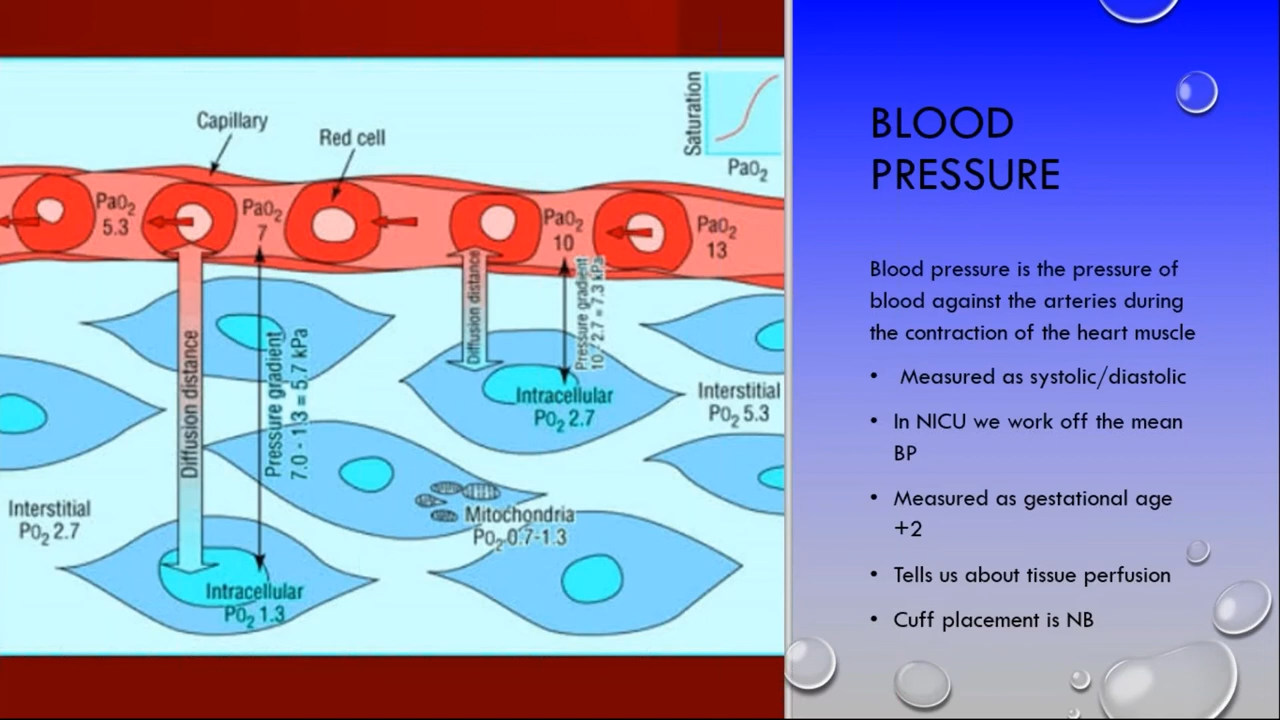 Saturation
PaO2
Capillary
Red cell
PaO2
5.3
PaO2
7
PaO2
10
PaO2
13
Diffusion distance
Pressure gradient
7.0 - 1.3 = 5.7 kPa
Diffusion distance
Pressure gradient
10 - 2.7 = 7.3 kPa
Intracellular
PO2 2.7
Interstitial
PO2 5.3
Interstitial
PO2 2.7
Mitochondria
PO2 0.7-1.3
Intracellular
PO2 1.3
BLOOD
PRESSURE
Blood pressure is the pressure of
blood against the arteries during
the contraction of the heart muscle
• Measured as systolic/diastolic
• In NICU we work off the mean
BP
• Measured as gestational age
+2
• Tells us about tissue perfusion
• Cuff placement is NB